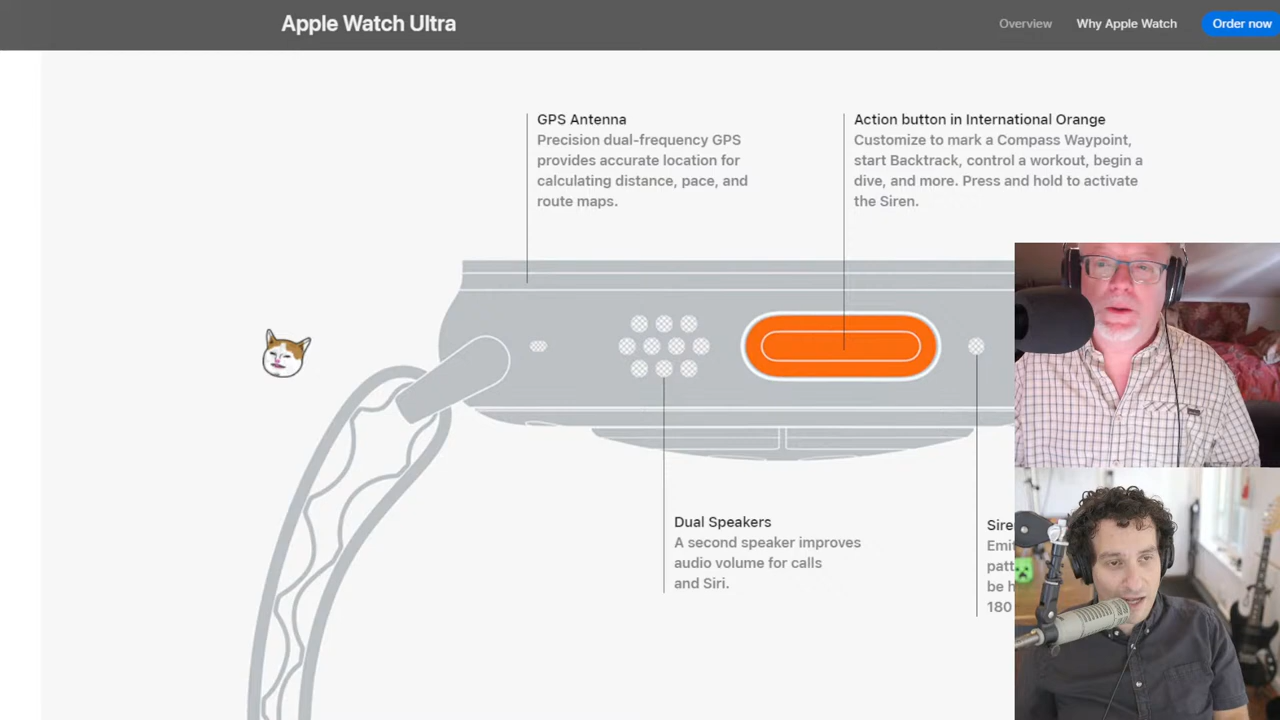 Apple Watch Ultra
Overview
Why Apple Watch
Order now
GPS Antenna
Precision dual-frequency GPS
provides accurate location for
calculating distance, pace, and
route maps.
Action button in International Orange
Customize to mark a Compass Waypoint,
start Backtrack, control a workout, begin a
dive, and more. Press and hold to activate
the Siren.
Dual Speakers
A second speaker improves
audio volume for calls
and Siri.
Sire
Emit
patt
be h
180